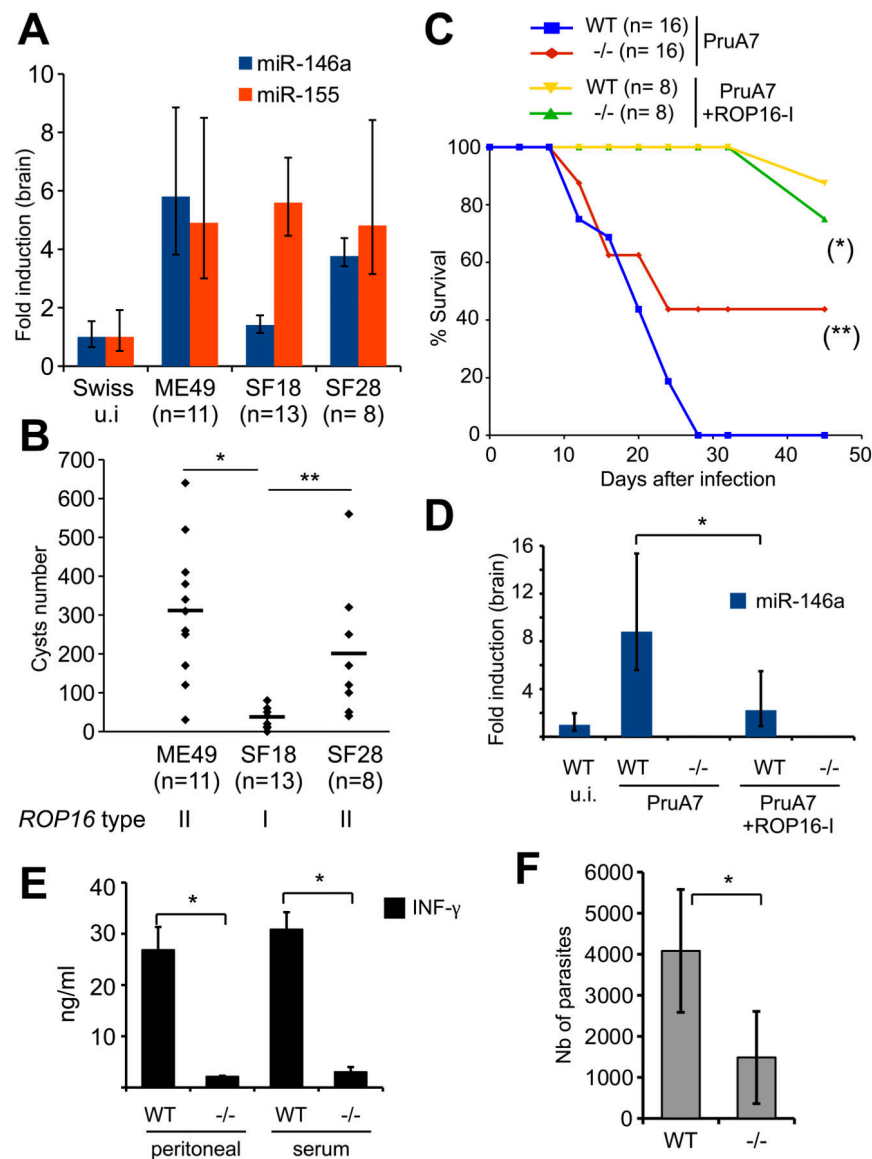 A
miR-146a
miR-155
Fold induction (brain)
10
8
6
4
2
0
Swiss ME49 SF18 SF28
u.i (n=11) (n=13) (n= 8)
B
Cysts number
700
600
500
400
300
200
100
0
* **
ME49 SF18 SF28
(n=11) (n=13) (n=8)
ROP16 type II I II
C
WT (n= 16)
-/- (n= 16)
PruA7
WT (n= 8)
-/- (n= 8)
PruA7
+ROP16-I
% Survival
100
80
60
40
20
0
(*)
(**)
0 10 20 30 40 50
Days after infection
D
Fold induction (brain)
16
12
8
4
*
miR-146a
WT WT -/- WT -/-
u.i. PruA7 PruA7
+ROP16-I
E
ng/ml
40
30
20
10
* *
INF-γ
WT -/- WT -/-
peritoneal serum
F
Nb of parasites
6000
5000
4000
3000
2000
1000
0
*
WT -/-